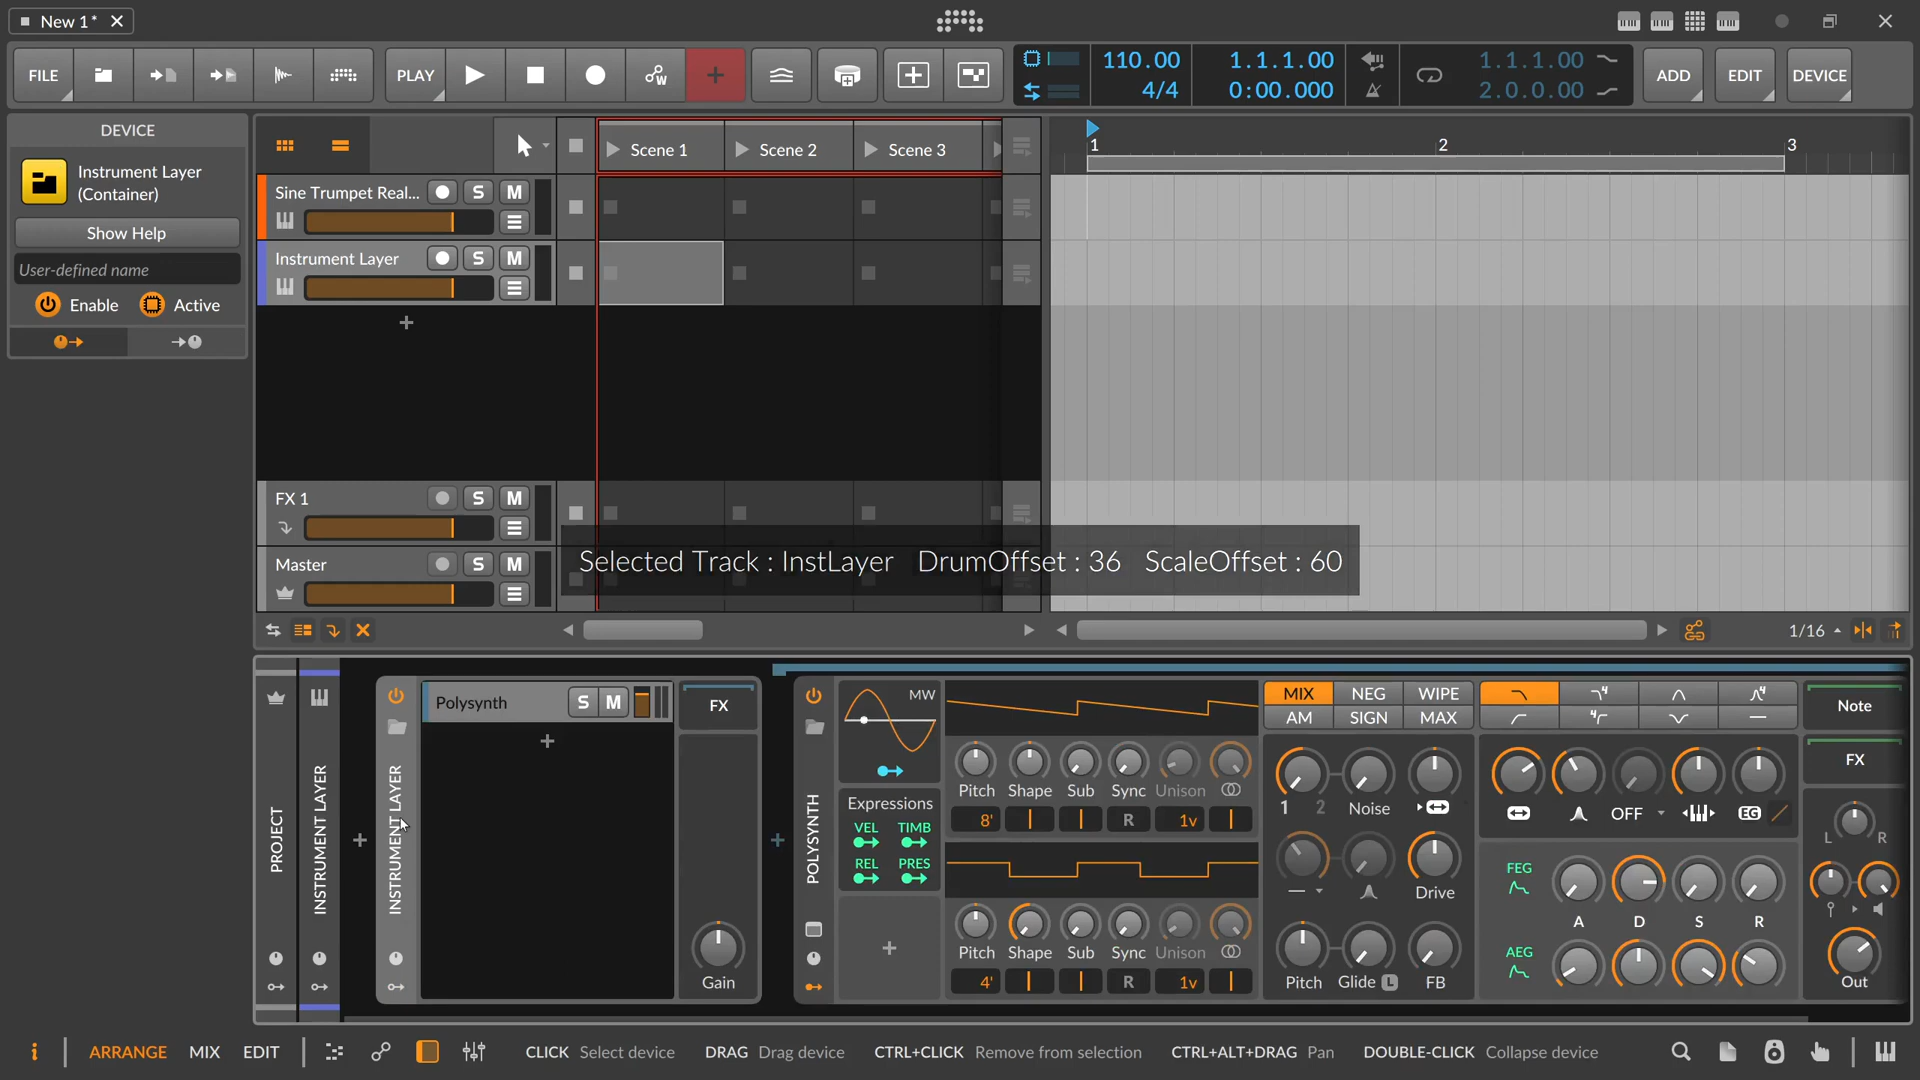 New 1*
FILE
PLAY
110.00
4/4
1.1.1.00
0:00.000
1.1.1.00
2.0.0.00
ADD
EDIT
DEVICE
DEVICE
Instrument Layer
(Container)
Show Help
User-defined name
Enable
Active
Scene 1
Scene 2
Scene 3
1
2
3
Sine Trumpet Real...
S
M
Instrument Layer
S
M
FX 1
S
M
Master
S
M
Selected Track : InstLayer DrumOffset : 36 ScaleOffset : 60
1/16
PROJECT
INSTRUMENT LAYER
INSTRUMENT LAYER
Polysynth
S
M
FX
Gain
POLYSYNTH
MW
Expressions
VEL
TIMB
REL
PRES
Pitch
Shape
Sub
Sync
Unison
8'
R
1v
Pitch
Shape
Sub
Sync
Unison
4'
R
1v
MIX
NEG
WIPE
AM
SIGN
MAX
1
2
Noise
Drive
Pitch
Glide
L
FB
4
4
4
OFF
EG
FEG
A
D
S
R
AEG
Note
FX
L
R
Out
ARRANGE
MIX
EDIT
CLICK Select device
DRAG Drag device
CTRL+CLICK Remove from selection
CTRL+ALT+DRAG Pan
DOUBLE-CLICK Collapse device